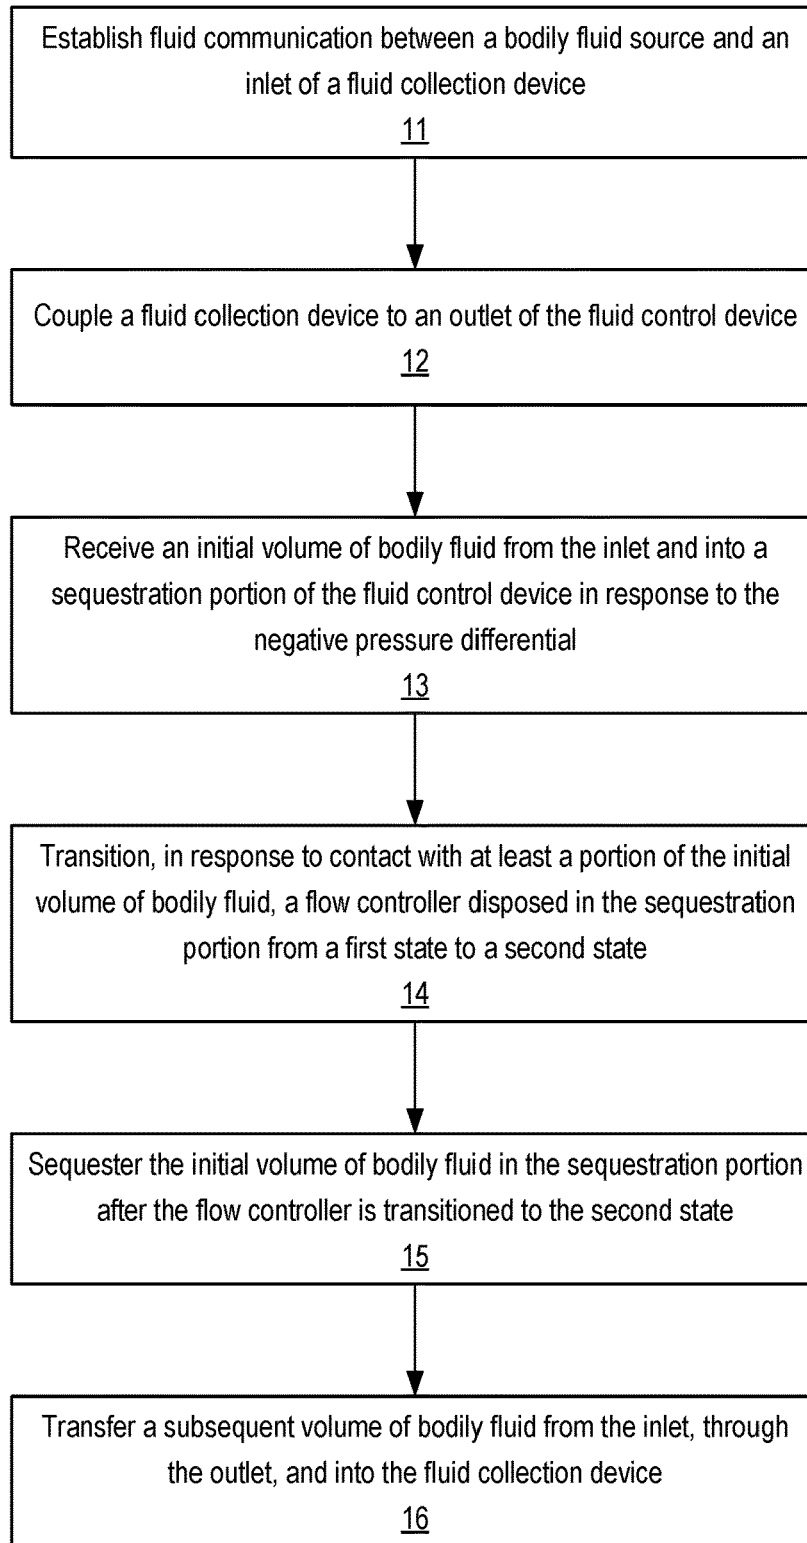 Establish fluid communication between a bodily fluid source and an
inlet of a fluid collection device
11
Couple a fluid collection device to an outlet of the fluid control device
12
Receive an initial volume of bodily fluid from the inlet and into a
sequestration portion of the fluid control device in response to the
negative pressure differential
13
Transition, in response to contact with at least a portion of the initial
volume of bodily fluid, a flow controller disposed in the sequestration
portion from a first state to a second state
14
Sequester the initial volume of bodily fluid in the sequestration portion
after the flow controller is transitioned to the second state
15
Transfer a subsequent volume of bodily fluid from the inlet, through
the outlet, and into the fluid collection device
16